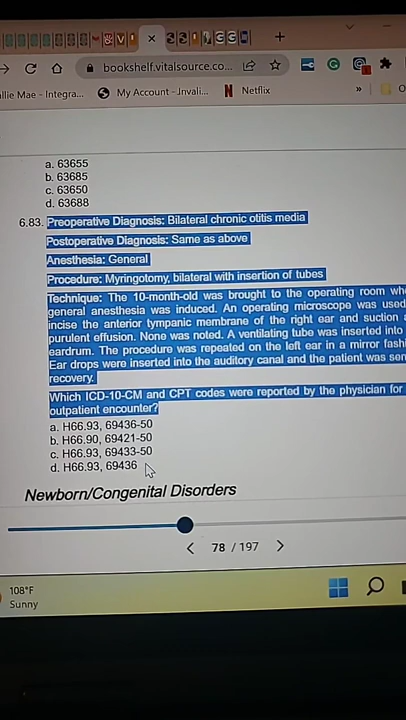 bookshelf.vitalsource.co...
llie Mae - Integra...
My Account - .Invali...
Netflix
a. 63655
b. 63685
c. 63650
d. 63688
6.83. Preoperative Diagnosis: Bilateral chronic otitis media
Postoperative Diagnosis: Same as above
Anesthesia: General
Procedure: Myringotomy, bilateral with insertion of tubes
Technique: The 10-month-old was brought to the operating room whe
general anesthesia was induced. An operating microscope was used
incise the anterior tympanic membrane of the right ear and suction
purulent effusion. None was noted. A ventilating tube was inserted into
eardrum. The procedure was repeated on the left ear in a mirror fash
Ear drops were inserted into the auditory canal and the patient was sen
recovery.
Which ICD-10-CM and CPT codes were reported by the physician for
outpatient encounter?
a. H66.93, 69436-50
b. H66.90, 69421-50
c. H66.93, 69433-50
d. H66.93, 69436
Newborn/Congenital Disorders
78 / 197
108°F
Sunny